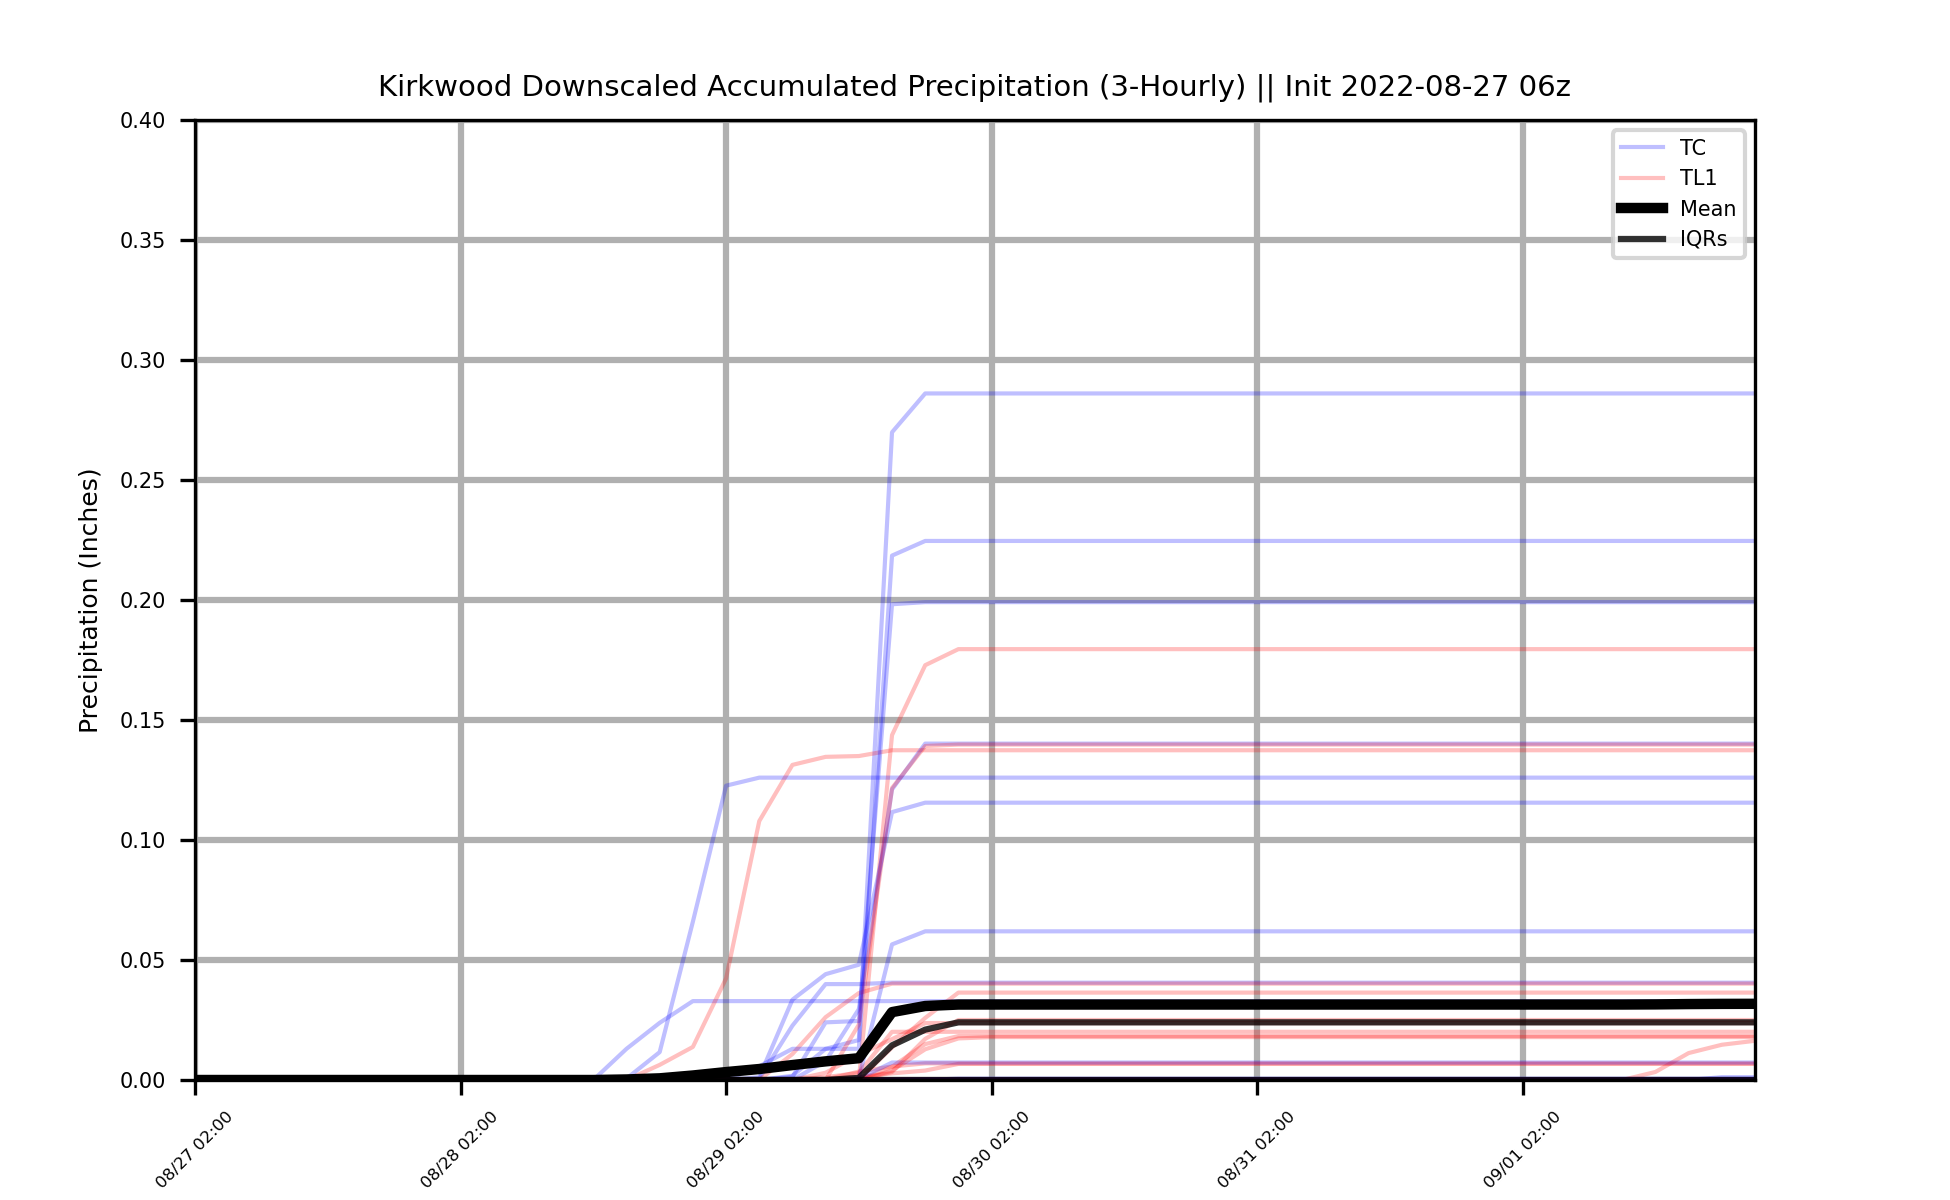 Kirkwood Downscaled Accumulated Precipitation (3-Hourly) || Init 2022-08-27 06z
0.40
0.35
0.30
0.25
0.20
0.15
0.10
0.05
0.00
Precipitation (Inches)
TC
TL1
Mean
IQRs
08/27 02:00
08/28 02:00
08/29 02:00
08/30 02:00
08/31 02:00
09/01 02:00